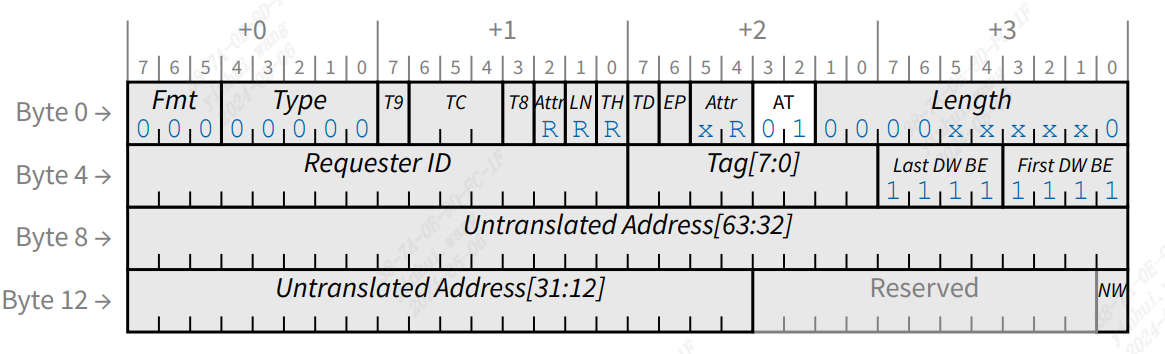 +0 +1 +2 +3
7 6 5 4 3 2 1 0 7 6 5 4 3 2 1 0 7 6 5 4 3 2 1 0 7 6 5 4 3 2 1 0
Byte 0 → Fmt Type T9 TC T8 Attr LN TH TD EP Attr AT Length
0 0 0 0 0 0 0 0 R R R x R 0 1 0 0 0 0 x x x x x 0
Byte 4 → Requester ID Tag[7:0] Last DW BE First DW BE
1 1 1 1 1 1 1 1
Byte 8 → Untranslated Address[63:32]
Byte 12 → Untranslated Address[31:12] Reserved NW